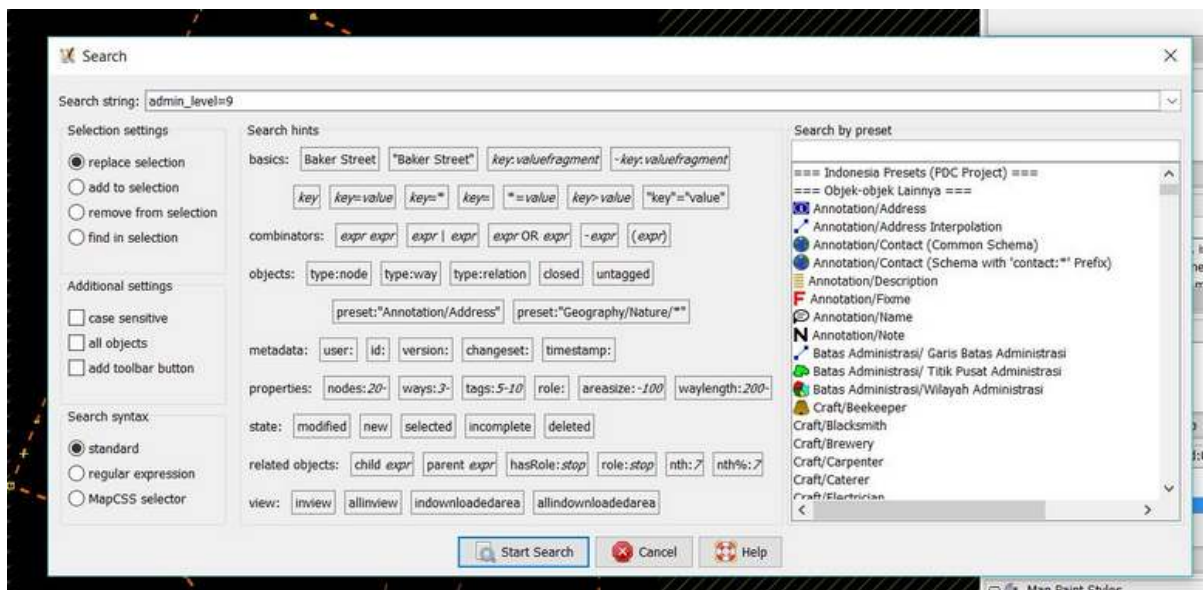 Search
Search string: admin_level=9
Selection settings
replace selection
add to selection
remove from selection
find in selection
Additional settings
case sensitive
all objects
add toolbar button
Search syntax
standard
regular expression
MapCSS selector
Search hints
basics: Baker Street "Baker Street" key:valuefragment -key:valuefragment
key key=value key=* key= *=value key>value "key"="value"
combinators: expr expr expr | expr expr OR expr -expr (expr)
objects: type:node type:way type:relation closed untagged
preset:"Annotation/Address" preset:"Geography/Nature/*"
metadata: user: id: version: changeset: timestamp:
properties: nodes:20- ways:3- tags:5-10 role: areasize:-100 waylength:200-
state: modified new selected incomplete deleted
related objects: child expr parent expr hasRole:stop role:stop nth:7 nth%:7
view: inview allinview indownloadedarea allindownloadedarea
Search by preset
=== Indonesia Presets (PDC Project) ===
=== Objek-objek Lainnya ===
Annotation/Address
Annotation/Address Interpolation
Annotation/Contact (Common Schema)
Annotation/Contact (Schema with 'contact:*' Prefix)
Annotation/Description
Annotation/Fixme
Annotation/Name
Annotation/Note
Batas Administrasi/ Garis Batas Administrasi
Batas Administrasi/ Titik Pusat Administrasi
Batas Administrasi/Wilayah Administrasi
Craft/Beekeeper
Craft/Blacksmith
Craft/Brewery
Craft/Carpenter
Craft/Caterer
Craft/Electrician
Start Search Cancel Help
Map Paint Styles